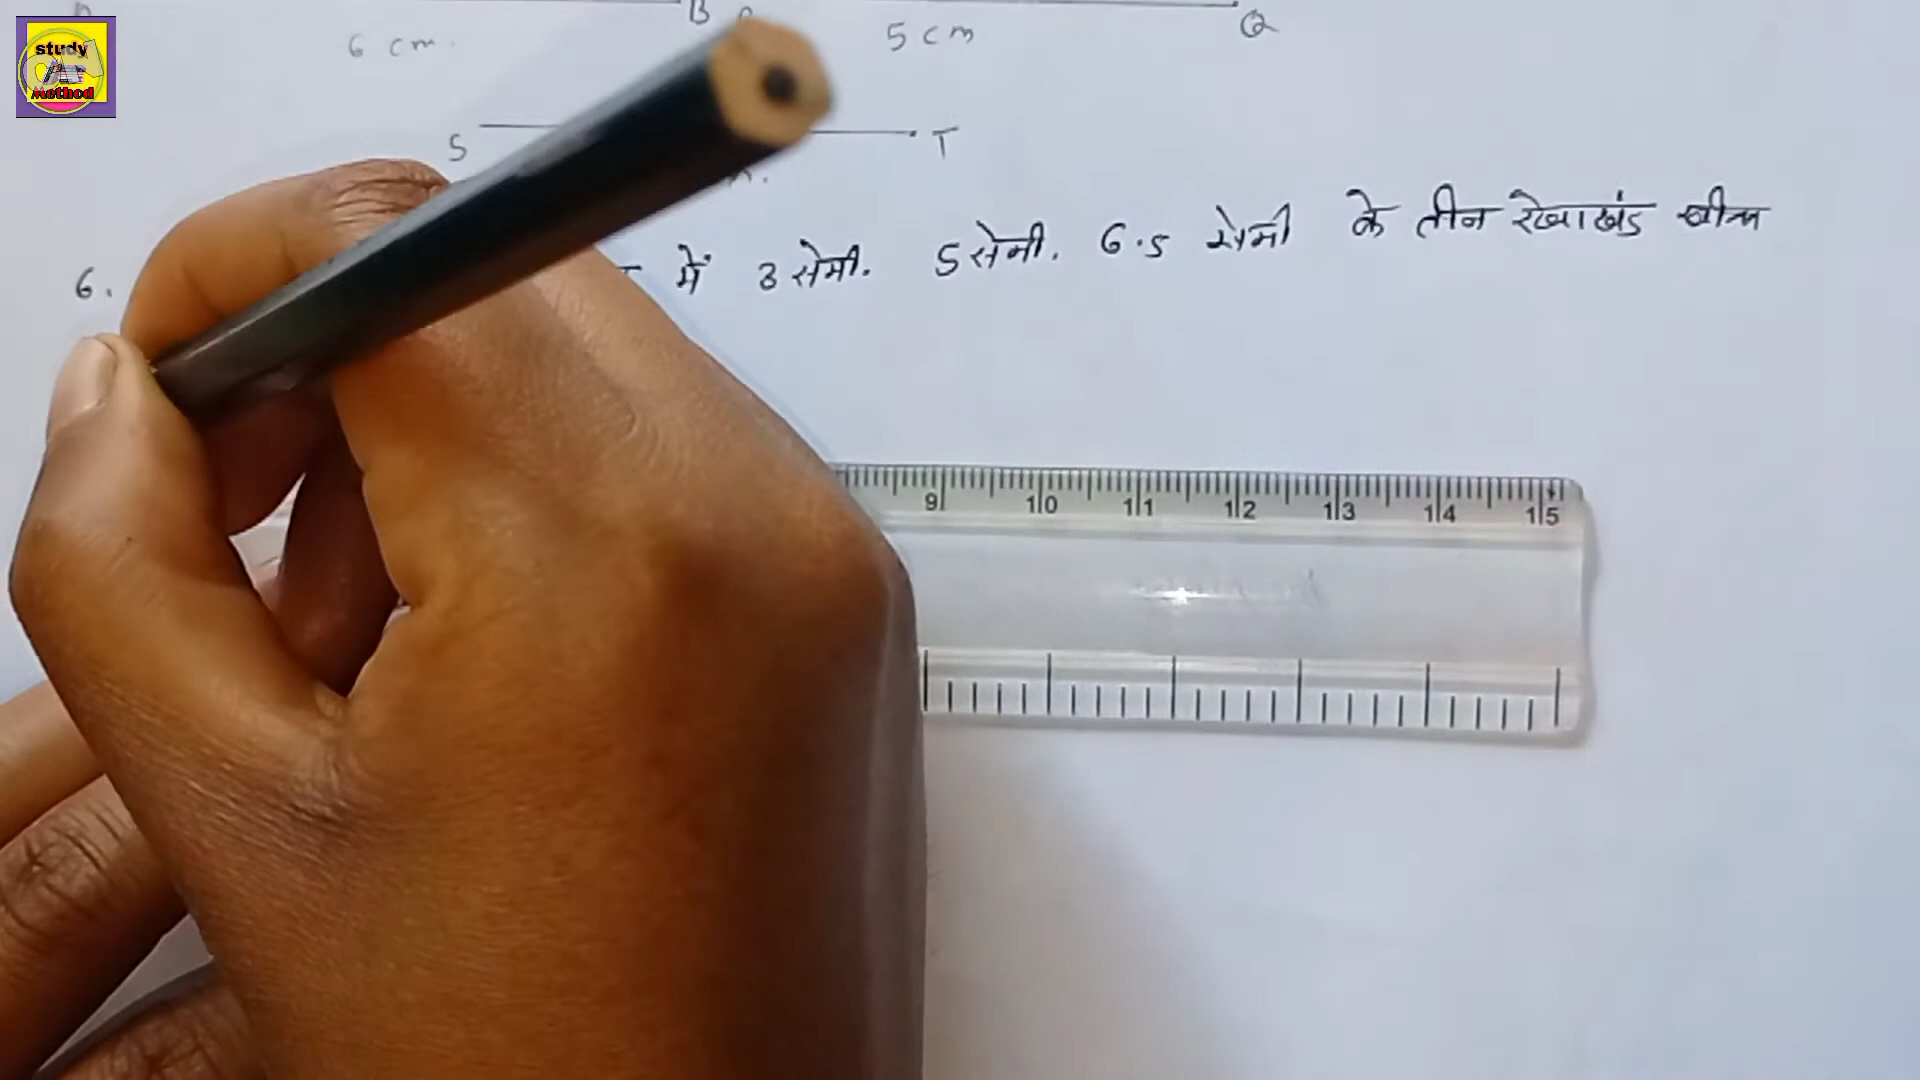 study
Method
B
6 cm.
5 cm
Q
S
T
6.
में 3 सेमी. 5 सेमी. 6.5 सेमी के तीन रेखाखंड खीच
9 10 11 12 13 14 15